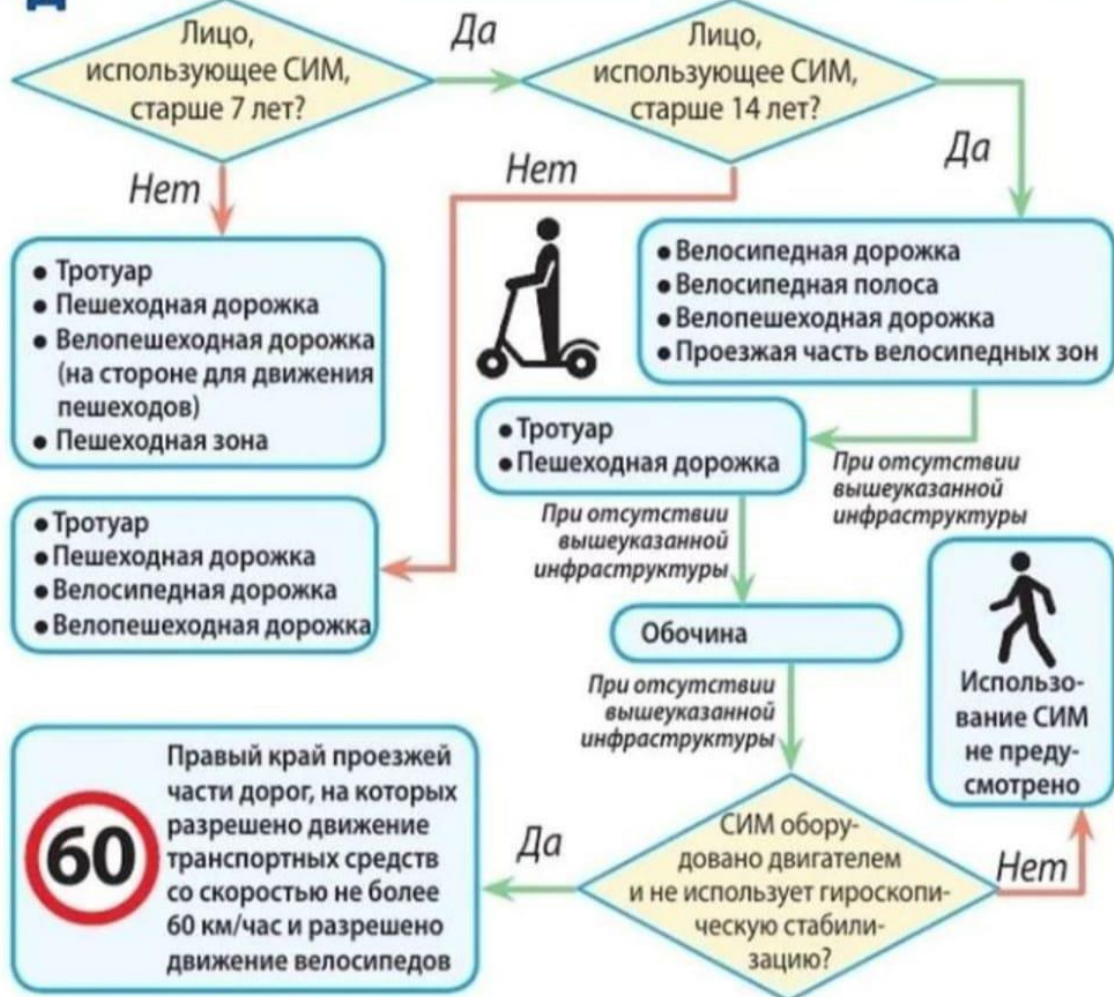 Лицо,
использующее СИМ,
старше 7 лет?
Да
Лицо,
использующее СИМ,
старше 14 лет?
Да
Нет
Нет
• Тротуар
• Пешеходная дорожка
• Велопешеходная дорожка
(на стороне для движения
пешеходов)
• Пешеходная зона
• Велосипедная дорожка
• Велосипедная полоса
• Велопешеходная дорожка
• Проезжая часть велосипедных зон
• Тротуар
• Пешеходная дорожка
При отсутствии
вышеуказанной
инфраструктуры
• Тротуар
• Пешеходная дорожка
• Велосипедная дорожка
• Велопешеходная дорожка
При отсутствии
вышеуказанной
инфраструктуры
Обочина
При отсутствии
вышеуказанной
инфраструктуры
Использо-
вание СИМ
не преду-
смотрено
60
Правый край проезжей
части дорог, на которых
разрешено движение
транспортных средств
со скоростью не более
60 км/час и разрешено
движение велосипедов
Да
СИМ обору-
довано двигателем
и не использует гироскопи-
ческую стабили-
зацию?
Нет